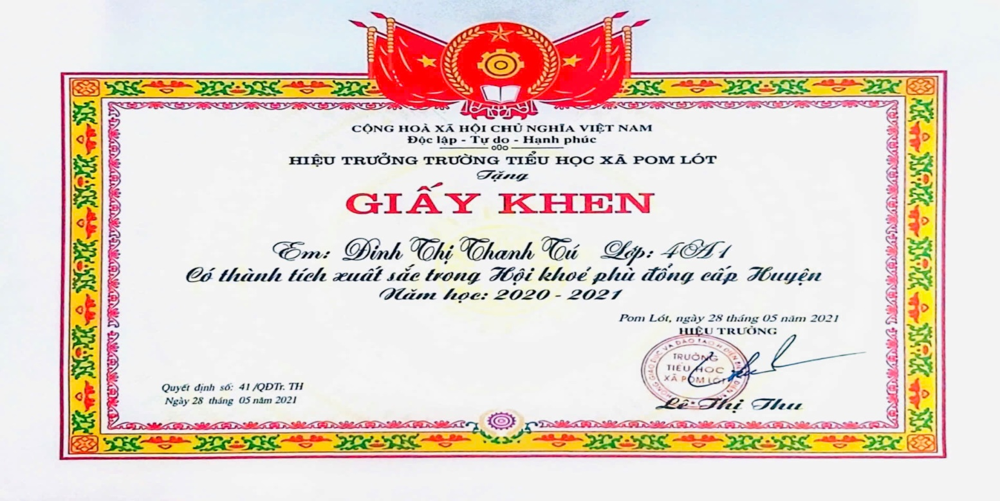 CỘNG HOÀ XÃ HỘI CHỦ NGHĨA VIỆT NAM
Độc lập - Tự do - Hạnh phúc
o0o
HIỆU TRƯỞNG TRƯỜNG TIỂU HỌC XÃ POM LÓT
Tặng
GIẤY KHEN
Em: Đinh Thị Thanh Tú Lớp: 4A1
Có thành tích xuất sắc trong Hội khoẻ phù đổng cấp Huyện
Năm học: 2020 - 2021
Pom Lót, ngày 28 tháng 05 năm 2021
HIỆU TRƯỞNG
TRƯỜNG
TIỂU HỌC
XÃ POM LÓT
Lê Thị Thu
Quyết định số: 41 /QĐTr. TH
Ngày 28 tháng 05 năm 2021